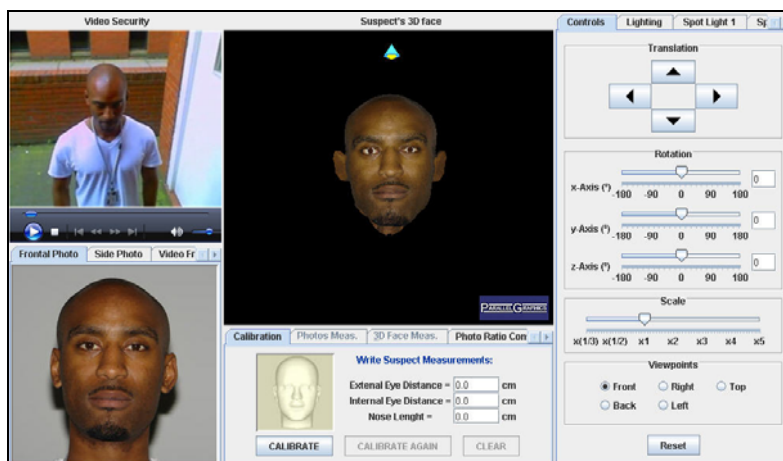 Video Security
Frontal Photo Side Photo Video Fr
Suspect's 3D face
PARALLELGRAPHICS
Calibration Photos Meas. 3D Face Meas. Photo Ratio Con
Write Suspect Measurements:
Extenal Eye Distance = 0.0 cm
Internal Eye Distance = 0.0 cm
Nose Lenght = 0.0 cm
CALIBRATE CALIBRATE AGAIN CLEAR
Controls Lighting Spot Light 1 Sp
Translation
Rotation
x-Axis (°) 0
-180 -90 0 90 180
y-Axis (°) 0
-180 -90 0 90 180
z-Axis (°) 0
-180 -90 0 90 180
Scale
x(1/3) x(1/2) x1 x2 x3 x4 x5
Viewpoints
Front Right Top
Back Left
Reset